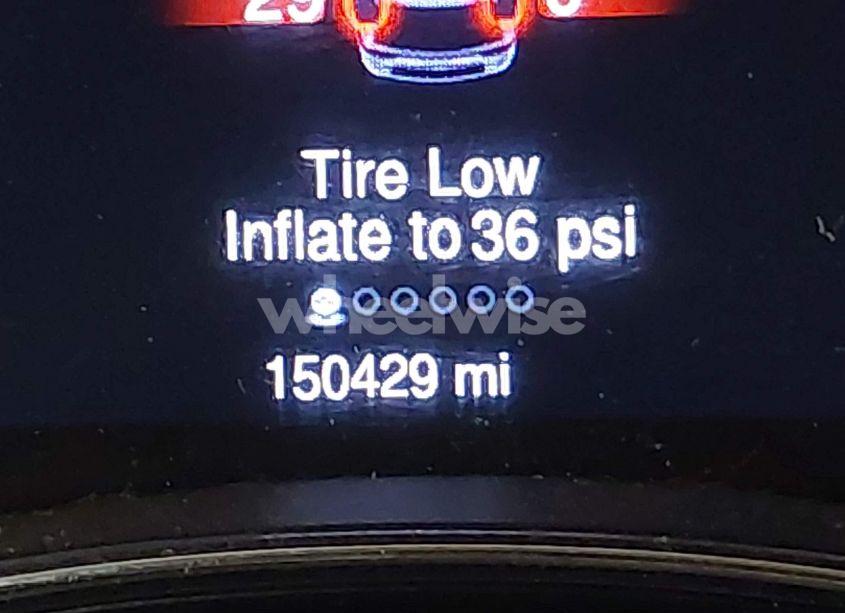 Tire Low
Inflate to 36 psi
wheelwise
150429 mi